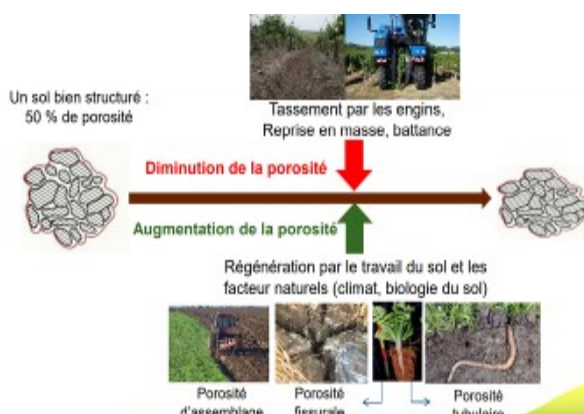 Un sol bien structuré :
50 % de porosité
Tassement par les engins,
Reprise en masse, battance
Diminution de la porosité
Augmentation de la porosité
Régénération par le travail du sol et les
facteur naturels (climat, biologie du sol)
Porosité
d'assemblage
Porosité
fissurale
Porosité
tubulaire